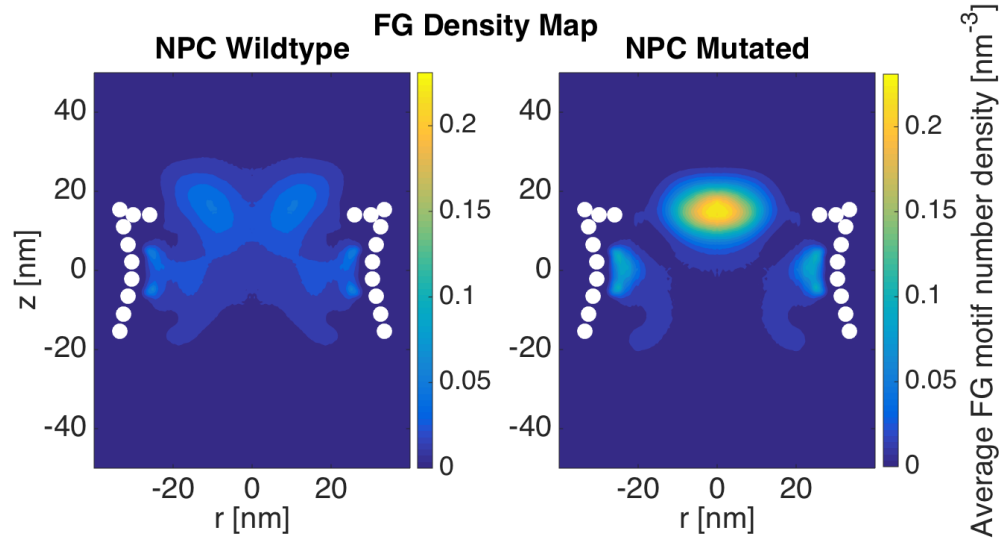 FG Density Map
NPC Wildtype
NPC Mutated
40
20
0
-20
-40
z [nm]
-20 0 20
r [nm]
0.2
0.15
0.1
0.05
0
40
20
0
-20
-40
-20 0 20
r [nm]
0.2
0.15
0.1
0.05
0
Average FG motif number density [nm-3]